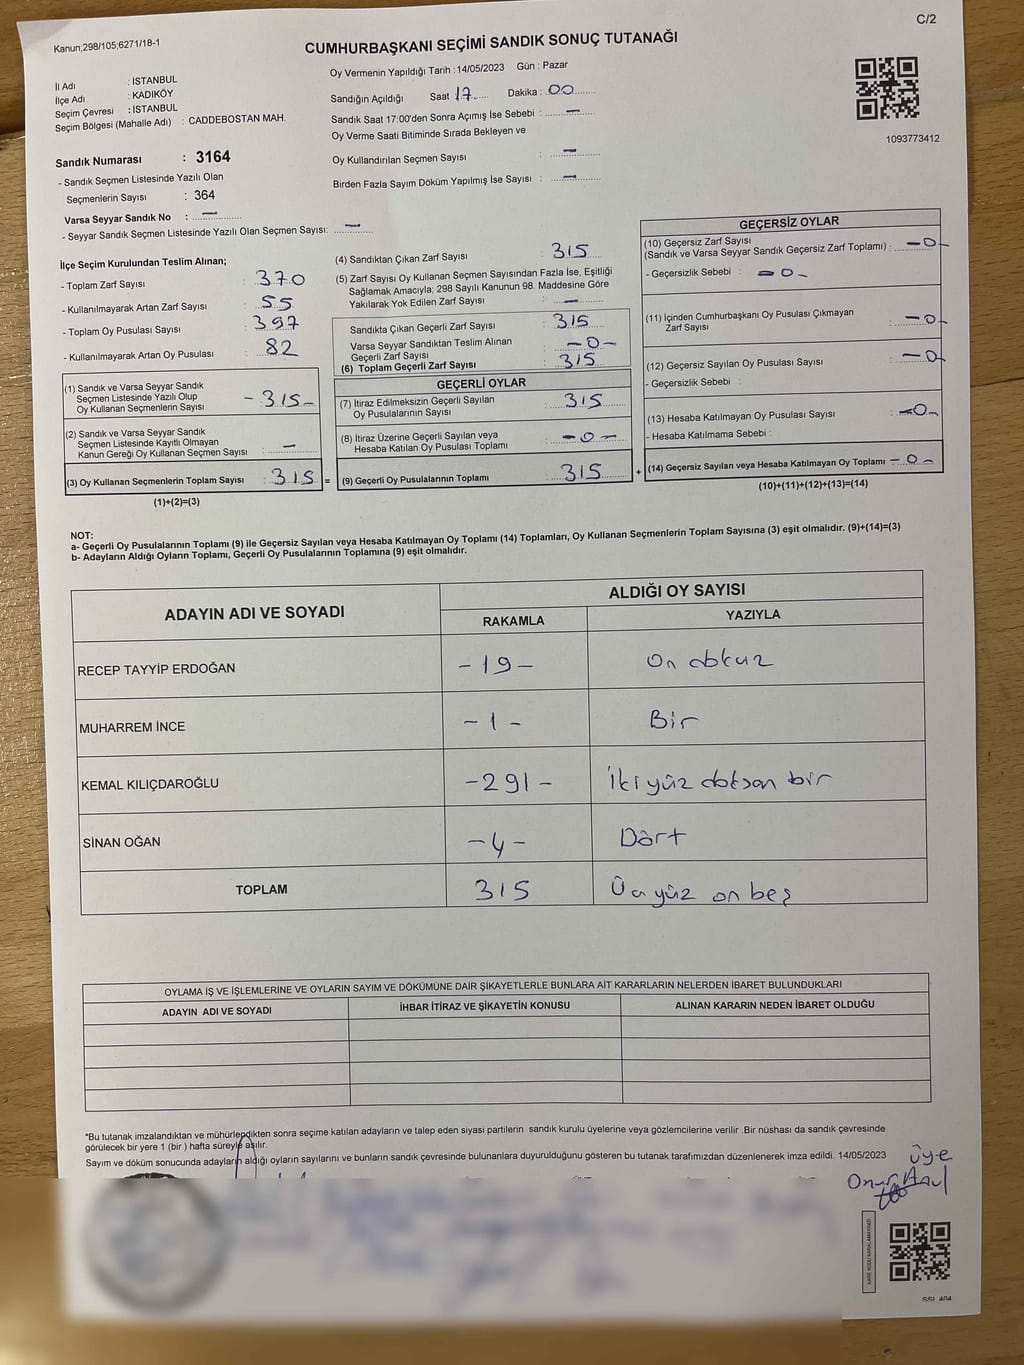 C/2
Kanun;298/105;6271/18-1
CUMHURBAŞKANI SEÇİMİ SANDIK SONUÇ TUTANAĞI
1093773412
İl Adı : İSTANBUL
İlçe Adı : KADIKÖY
Seçim Çevresi : İSTANBUL
Seçim Bölgesi (Mahalle Adı) : CADDEBOSTAN MAH.
Sandık Numarası : 3164
- Sandık Seçmen Listesinde Yazılı Olan
Seçmenlerin Sayısı : 364
Varsa Seyyar Sandık No : —
- Seyyar Sandık Seçmen Listesinde Yazılı Olan Seçmen Sayısı: —
Oy Vermenin Yapıldığı Tarih : 14/05/2023 Gün : Pazar
Sandığın Açıldığı Saat 17 Dakika : 00
Sandık Saat 17:00'den Sonra Açımış İse Sebebi : —
Oy Verme Saati Bitiminde Sırada Bekleyen ve
Oy Kullandırılan Seçmen Sayısı : —
Birden Fazla Sayım Döküm Yapılmış İse Sayısı : —
İlçe Seçim Kurulundan Teslim Alınan;
- Toplam Zarf Sayısı : 370
- Kullanılmayarak Artan Zarf Sayısı : 55
- Toplam Oy Pusulası Sayısı : 397
- Kullanılmayarak Artan Oy Pusulası : 82
(1) Sandık ve Varsa Seyyar Sandık
Seçmen Listesinde Yazılı Olup
Oy Kullanan Seçmenlerin Sayısı - 315 -
(2) Sandık ve Varsa Seyyar Sandık
Seçmen Listesinde Kayıtlı Olmayan
Kanun Gereği Oy Kullanan Seçmen Sayısı : —
(3) Oy Kullanan Seçmenlerin Toplam Sayısı : 315 =
(1)+(2)=(3)
(4) Sandıktan Çıkan Zarf Sayısı : 315
(5) Zarf Sayısı Oy Kullanan Seçmen Sayısından Fazla İse, Eşitliği
Sağlamak Amacıyla; 298 Sayılı Kanunun 98. Maddesine Göre
Yakılarak Yok Edilen Zarf Sayısı : —
Sandıkta Çıkan Geçerli Zarf Sayısı : 315
Varsa Seyyar Sandıktan Teslim Alınan
Geçerli Zarf Sayısı : - 0 -
(6) Toplam Geçerli Zarf Sayısı : 315
GEÇERLİ OYLAR
(7) İtiraz Edilmeksizin Geçerli Sayılan
Oy Pusulalarının Sayısı : 315
(8) İtiraz Üzerine Geçerli Sayılan veya
Hesaba Katılan Oy Pusulası Toplamı : - 0 -
(9) Geçerli Oy Pusulalarının Toplamı : 315 +
GEÇERSİZ OYLAR
(10) Geçersiz Zarf Sayısı
(Sandık ve Varsa Seyyar Sandık Geçersiz Zarf Toplamı) : - 0 -
- Geçersizlik Sebebi : - 0 -
(11) İçinden Cumhurbaşkanı Oy Pusulası Çıkmayan
Zarf Sayısı : - 0 -
(12) Geçersiz Sayılan Oy Pusulası Sayısı : - 0 -
- Geçersizlik Sebebi :
(13) Hesaba Katılmayan Oy Pusulası Sayısı : - 0 -
- Hesaba Katılmama Sebebi :
(14) Geçersiz Sayılan veya Hesaba Katılmayan Oy Toplamı - 0 -
(10)+(11)+(12)+(13)=(14)
NOT:
a- Geçerli Oy Pusulalarının Toplamı (9) ile Geçersiz Sayılan veya Hesaba Katılmayan Oy Toplamı (14) Toplamları, Oy Kullanan Seçmenlerin Toplam Sayısına (3) eşit olmalıdır. (9)+(14)=(3)
b- Adayların Aldığı Oyların Toplamı, Geçerli Oy Pusulalarının Toplamına (9) eşit olmalıdır.
ADAYIN ADI VE SOYADI ALDIĞI OY SAYISI
RAKAMLA YAZIYLA
RECEP TAYYİP ERDOĞAN - 19 - On dokuz
MUHARREM İNCE - 1 - Bir
KEMAL KILIÇDAROĞLU - 291 - İkiyüz doksan bir
SİNAN OĞAN - 4 - Dört
TOPLAM 315 Üçyüz on beş
OYLAMA İŞ VE İŞLEMLERİNE VE OYLARIN SAYIM VE DÖKÜMÜNE DAİR ŞİKAYETLERLE BUNLARA AİT KARARLARIN NELERDEN İBARET BULUNDUKLARI
ADAYIN ADI VE SOYADI İHBAR İTİRAZ VE ŞİKAYETİN KONUSU ALINAN KARARIN NEDEN İBARET OLDUĞU
*Bu tutanak imzalandıktan ve mühürlendikten sonra seçime katılan adayların ve talep eden siyasi partilerin sandık kurulu üyelerine veya gözlemcilerine verilir .Bir nüshası da sandık çevresinde
görülecek bir yere 1 (bir ) hafta süreyle asılır.
Sayım ve döküm sonucunda adayların aldığı oyların sayılarını ve bunların sandık çevresinde bulunanlara duyurulduğunu gösteren bu tutanak tarafımızdan düzenlenerek imza edildi. 14/05/2023
üye